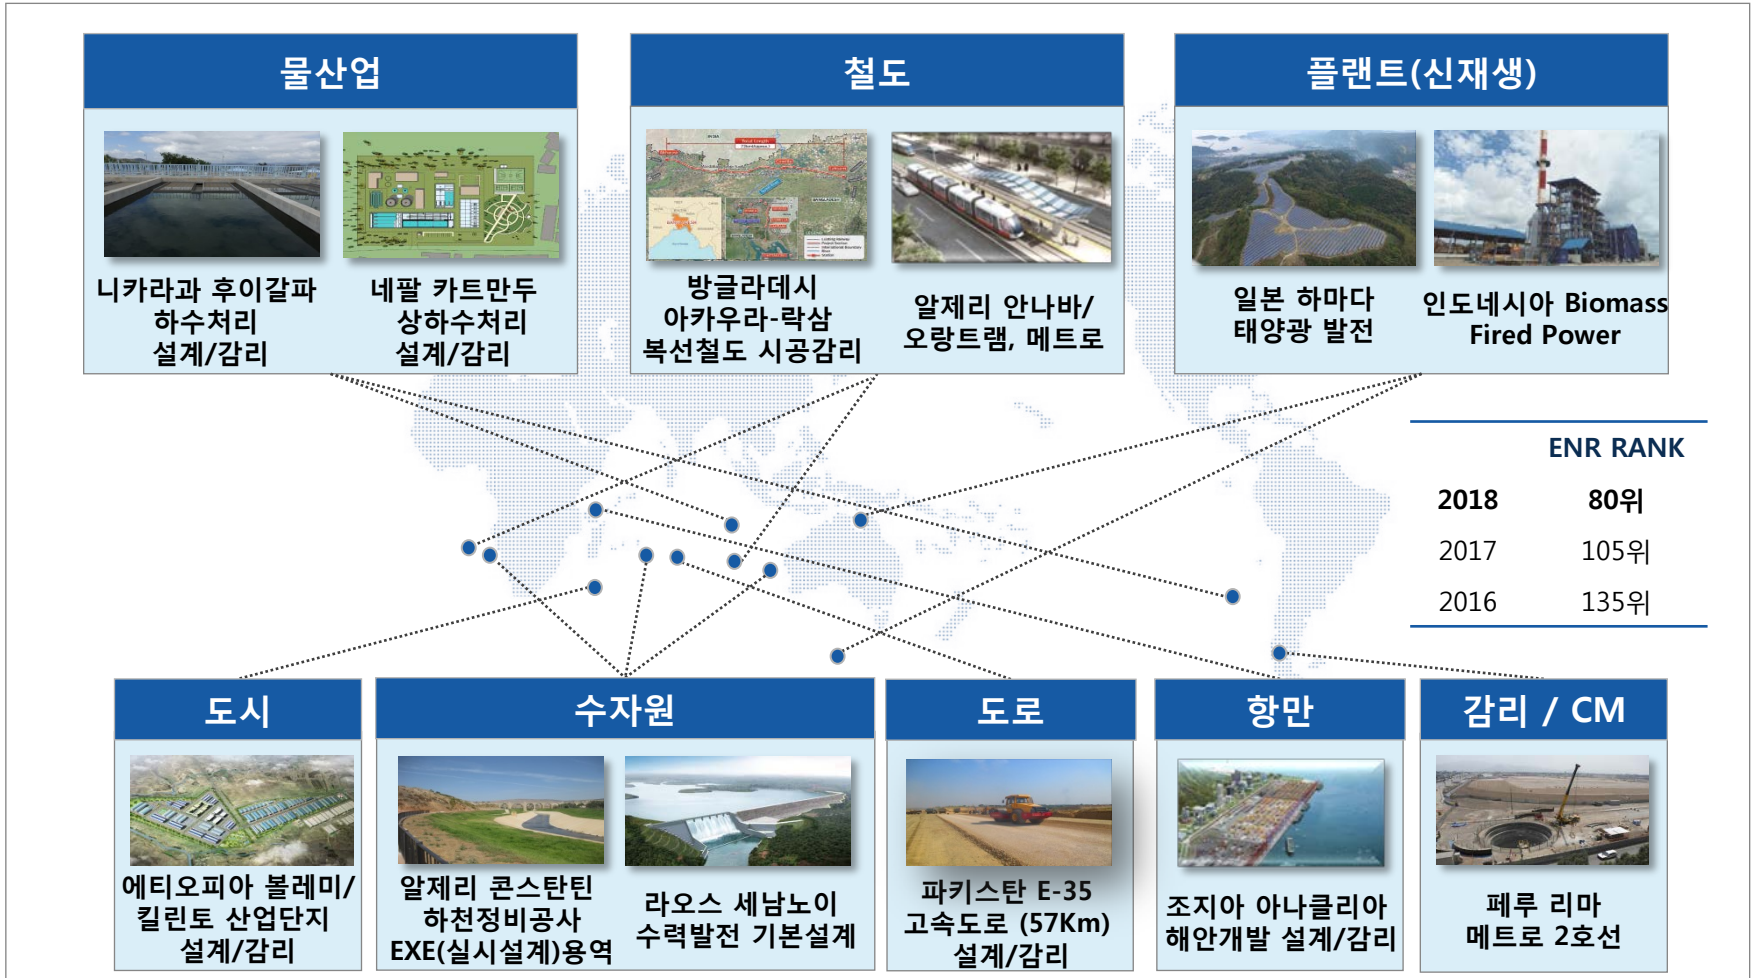 물산업
니카라과 후이갈파
하수처리
설계/감리
네팔 카트만두
상하수처리
설계/감리
철도
방글라데시
아카우라-락삼
복선철도 시공감리
알제리 안나바/
오랑트램, 메트로
플랜트(신재생)
일본 하마다
태양광 발전
인도네시아 Biomass
Fired Power
ENR RANK
2018 80위
2017 105위
2016 135위
도시
에티오피아 볼레미/
킬린토 산업단지
설계/감리
수자원
알제리 콘스탄틴
하천정비공사
EXE(실시설계)용역
라오스 세남노이
수력발전 기본설계
도로
파키스탄 E-35
고속도로 (57Km)
설계/감리
항만
조지아 아나클리아
해안개발 설계/감리
감리 / CM
페루 리마
메트로 2호선